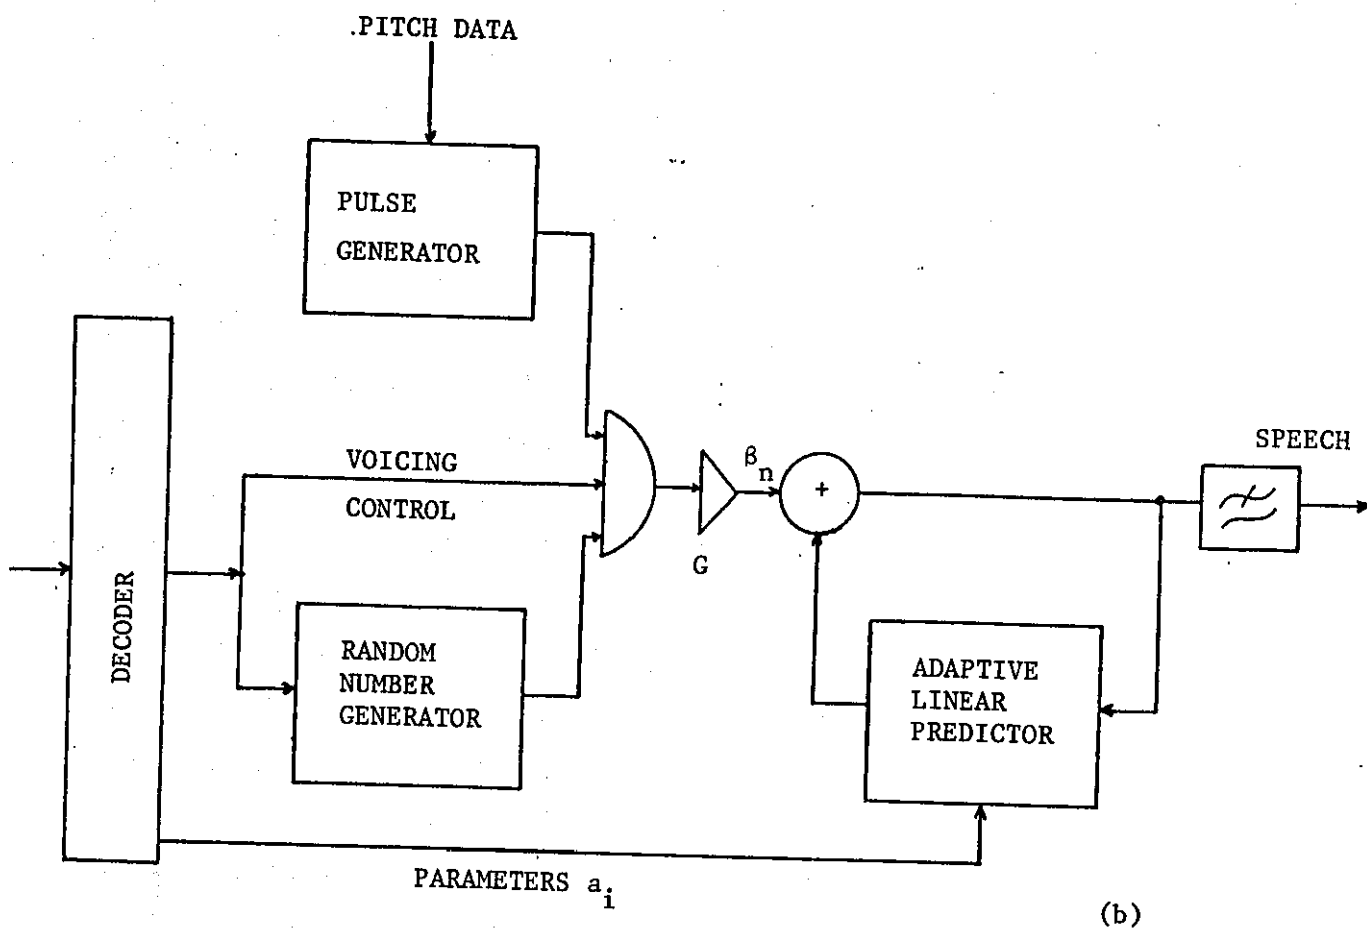 .PITCH DATA
PULSE
GENERATOR
VOICING
CONTROL
β n
+
G
SPEECH
DECODER
RANDOM
NUMBER
GENERATOR
ADAPTIVE
LINEAR
PREDICTOR
PARAMETERS a i
(b)